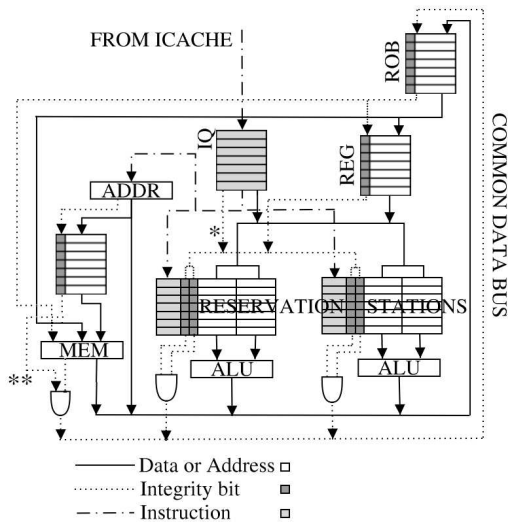 FROM ICACHE
ROB
IQ
REG
COMMON DATA BUS
ADDR
*
RESERVATION STATIONS
MEM
ALU
ALU
**
Data or Address
Integrity bit
Instruction